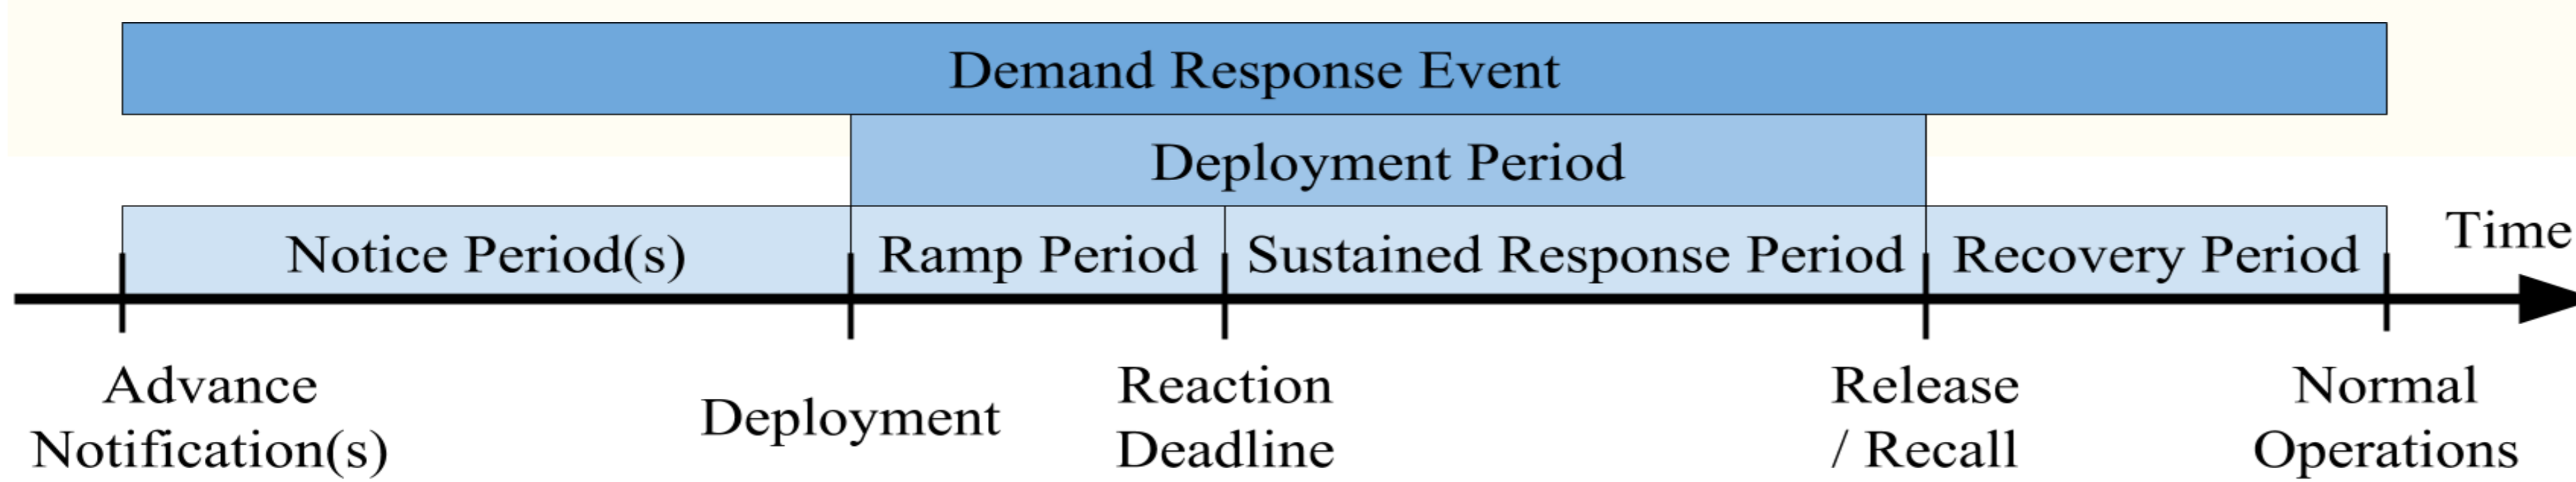 Demand Response Event
Deployment Period
Notice Period(s)
Ramp Period
Sustained Response Period
Recovery Period
Time
Advance
Notification(s)
Deployment
Reaction
Deadline
Release
/ Recall
Normal
Operations